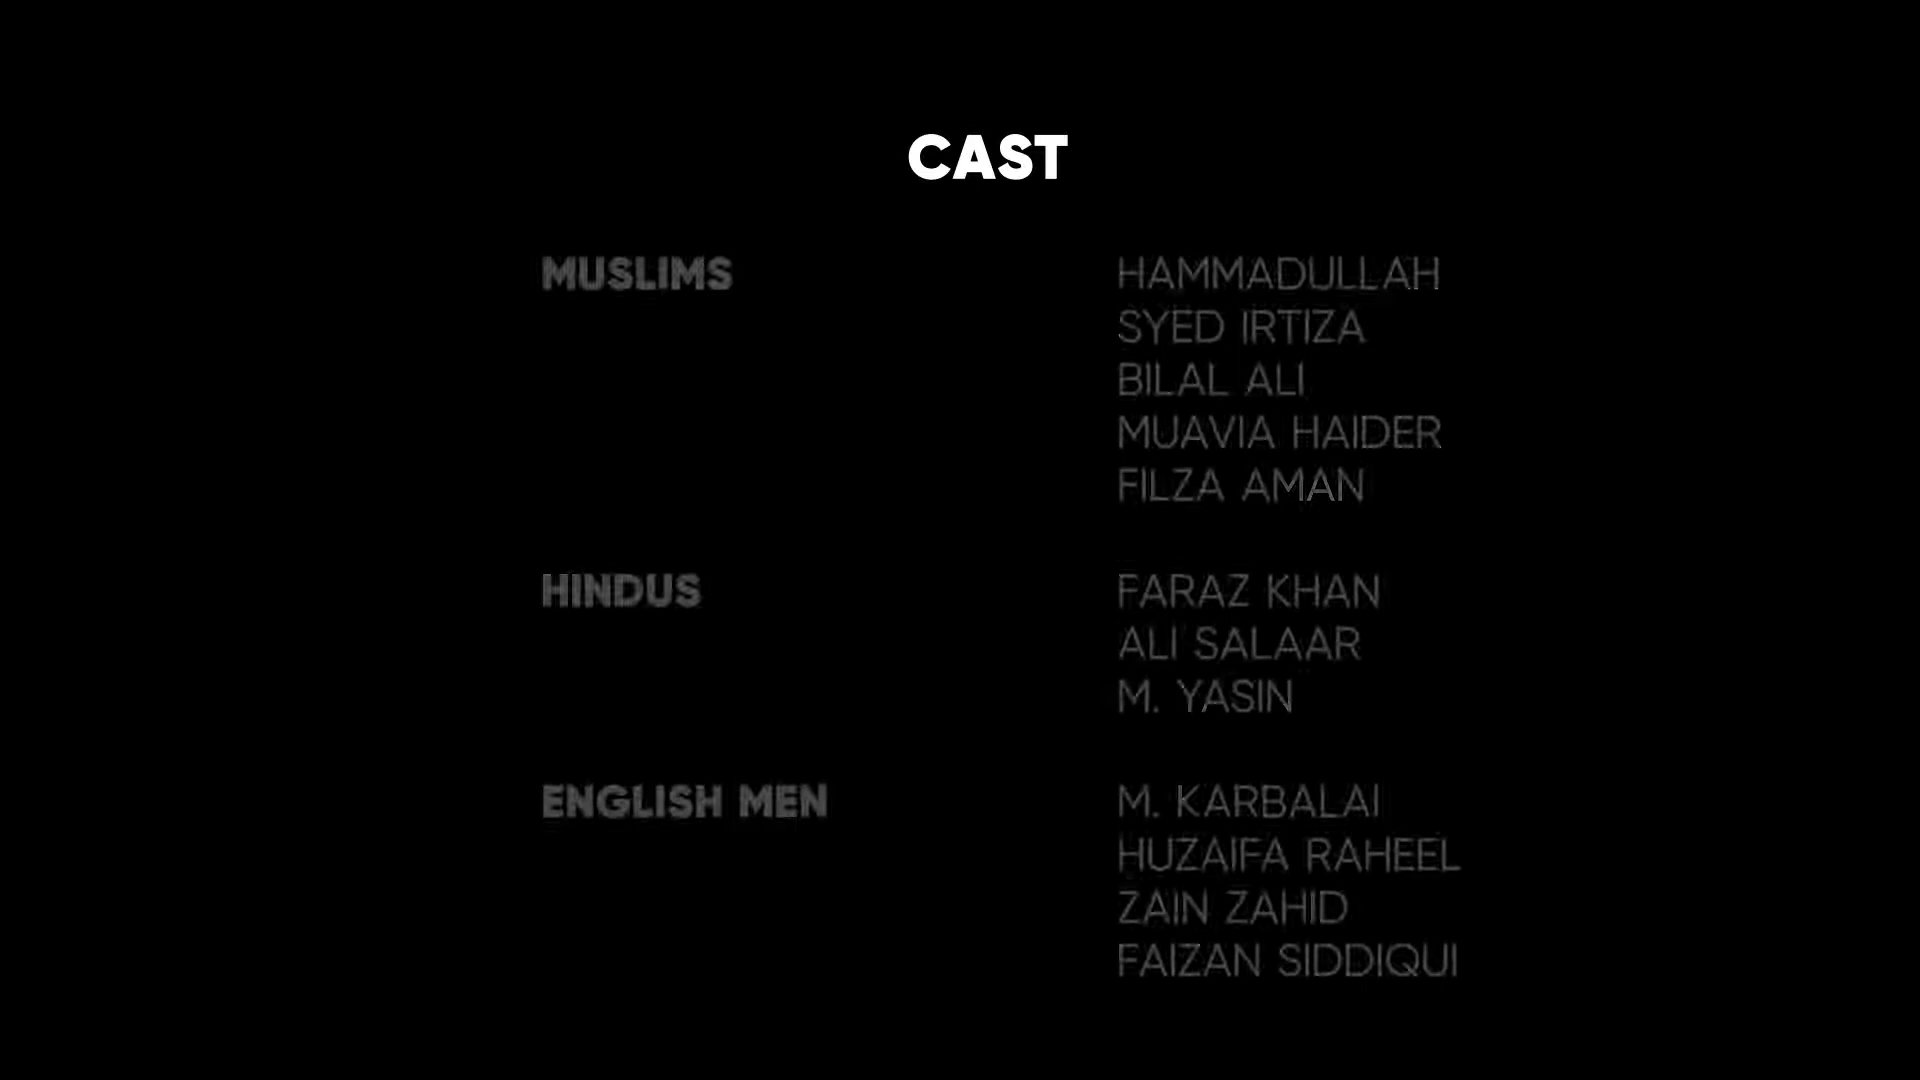 CAST
MUSLIMS HAMMADULLAH
SYED IRTIZA
BILAL ALI
MUAVIA HAIDER
FILZA AMAN
HINDUS FARAZ KHAN
ALI SALAAR
M. YASIN
ENGLISH MEN M. KARBALAI
HUZAIFA RAHEEL
ZAIN ZAHID
FAIZAN SIDDIQUI